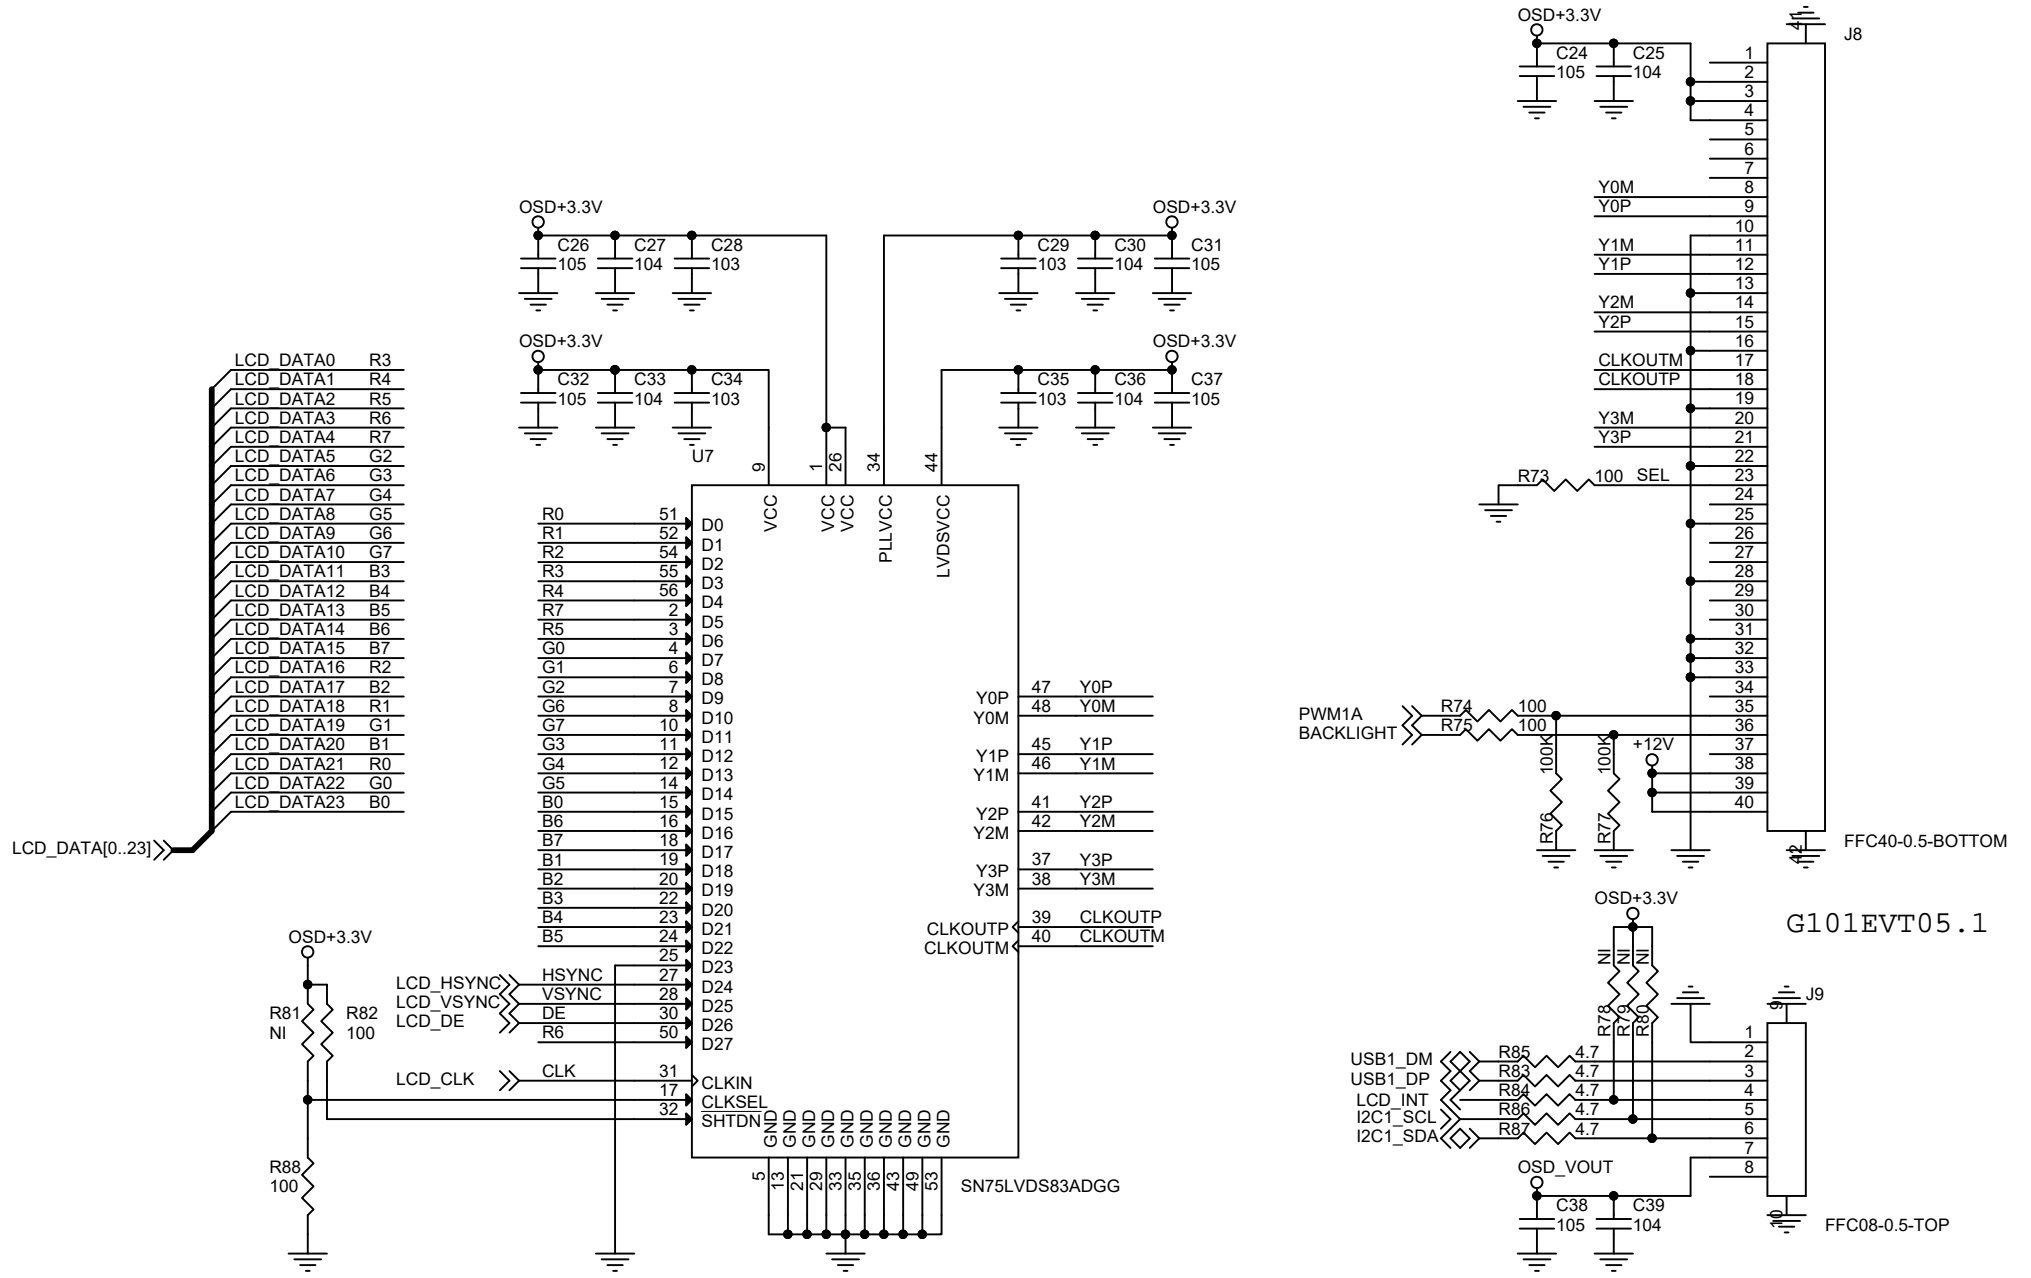 OSD+3.3V
C24
105
C25
104
41
J8
1
2
3
4
5
6
7
8
9
10
11
12
13
14
15
16
17
18
19
20
21
22
23
24
25
26
27
28
29
30
31
32
33
34
35
36
37
38
39
40
42
FFC40-0.5-BOTTOM
Y0M
Y0P
Y1M
Y1P
Y2M
Y2P
CLKOUTM
CLKOUTP
Y3M
Y3P
R73 100 SEL
PWM1A R74 100
BACKLIGHT R75 100
100K
100K
R76
R77
+12V
OSD+3.3V
C26
105
C27
104
C28
103
OSD+3.3V
C29
103
C30
104
C31
105
OSD+3.3V
C32
105
C33
104
C34
103
OSD+3.3V
C35
103
C36
104
C37
105
LCD_DATA0 R3
LCD_DATA1 R4
LCD_DATA2 R5
LCD_DATA3 R6
LCD_DATA4 R7
LCD_DATA5 G2
LCD_DATA6 G3
LCD_DATA7 G4
LCD_DATA8 G5
LCD_DATA9 G6
LCD_DATA10 G7
LCD_DATA11 B3
LCD_DATA12 B4
LCD_DATA13 B5
LCD_DATA14 B6
LCD_DATA15 B7
LCD_DATA16 R2
LCD_DATA17 B2
LCD_DATA18 R1
LCD_DATA19 G1
LCD_DATA20 B1
LCD_DATA21 R0
LCD_DATA22 G0
LCD_DATA23 B0
LCD_DATA[0..23]
U7
9
1
26
34
44
VCC
VCC
VCC
PLLVCC
LVDSVCC
R0 51 D0
R1 52 D1
R2 54 D2
R3 55 D3
R4 56 D4
R7 2 D5
R5 3 D6
G0 4 D7
G1 6 D8
G2 7 D9
G6 8 D10
G7 10 D11
G3 11 D12
G4 12 D13
G5 14 D14
B0 15 D15
B6 16 D16
B7 18 D17
B1 19 D18
B2 20 D19
B3 22 D20
B4 23 D21
B5 24 D22
25 D23
LCD_HSYNC HSYNC 27 D24
LCD_VSYNC VSYNC 28 D25
LCD_DE DE 30 D26
R6 50 D27
LCD_CLK CLK 31 CLKIN
17 CLKSEL
32 SHTDN
Y0P 47 Y0P
Y0M 48 Y0M
Y1P 45 Y1P
Y1M 46 Y1M
Y2P 41 Y2P
Y2M 42 Y2M
Y3P 37 Y3P
Y3M 38 Y3M
CLKOUTP 39 CLKOUTP
CLKOUTM 40 CLKOUTM
GND GND GND GND GND GND GND GND GND GND
5 13 21 29 33 35 36 43 49 53
SN75LVDS83ADGG
OSD+3.3V
R81
NI
R82
100
R88
100
OSD+3.3V
NI
NI
NI
R78
R79
R80
G101EVT05.1
9
J9
1
2
3
4
5
6
7
8
10
FFC08-0.5-TOP
USB1_DM R85 4.7
USB1_DP R83 4.7
LCD_INT R84 4.7
I2C1_SCL R86 4.7
I2C1_SDA R87 4.7
OSD_VOUT
C38
105
C39
104